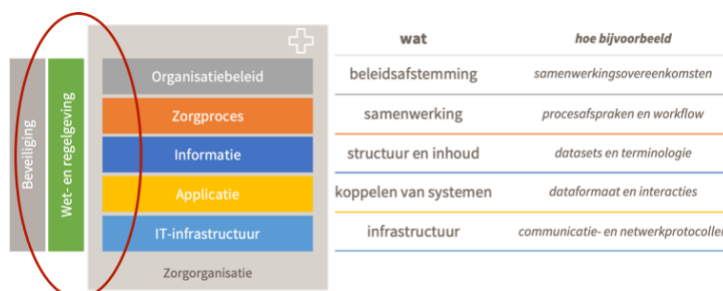 wat
hoe bijvoorbeeld
Beveiliging
Wet- en regelgeving
Organisatiebeleid
beleidsafstemming
samenwerkingsovereenkomsten
Zorgproces
samenwerking
procesafspraken en workflow
Informatie
structuur en inhoud
datasets en terminologie
Applicatie
koppelen van systemen
dataformaat en interacties
IT-infrastructuur
infrastructuur
communicatie- en netwerkprotocollen
Zorgorganisatie